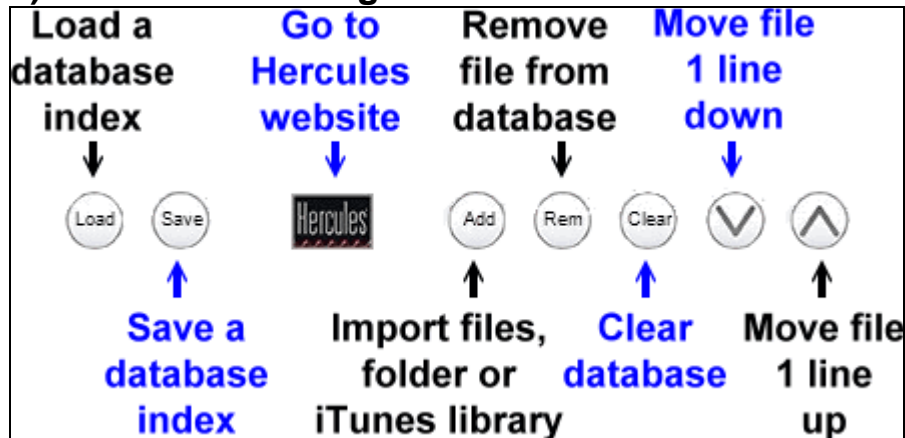 Load a
database
index
Go to
Hercules
website
Remove
file from
database
Move file
1 line
down
Load
Save
Hercules
Add
Rem
Clear
Save a
database
index
Import files,
folder or
iTunes library
Clear
database
Move file
1 line
up